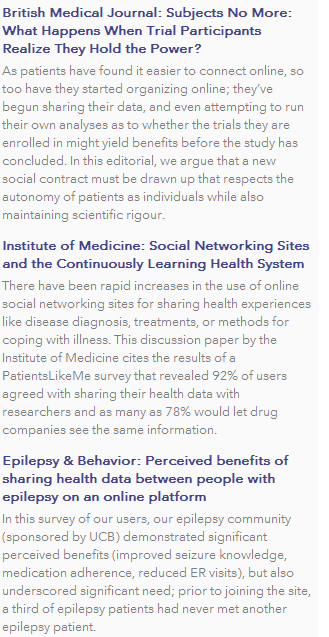 British Medical Journal: Subjects No More:
What Happens When Trial Participants
Realize They Hold the Power?
As patients have found it easier to connect online, so
too have they started organizing online; they've
begun sharing their data, and even attempting to run
their own analyses as to whether the trials they are
enrolled in might yield benefits before the study has
concluded. In this editorial, we argue that a new
social contract must be drawn up that respects the
autonomy of patients as individuals while also
maintaining scientific rigour.
Institute of Medicine: Social Networking Sites
and the Continuously Learning Health System
There have been rapid increases in the use of online
social networking sites for sharing health experiences
like disease diagnosis, treatments, or methods for
coping with illness. This discussion paper by the
Institute of Medicine cites the results of a
PatientsLikeMe survey that revealed 92% of users
agreed with sharing their health data with
researchers and as many as 78% would let drug
companies see the same information.
Epilepsy & Behavior: Perceived benefits of
sharing health data between people with
epilepsy on an online platform
In this survey of our users, our epilepsy community
(sponsored by UCB) demonstrated significant
perceived benefits (improved seizure knowledge,
medication adherence, reduced ER visits), but also
underscored significant need; prior to joining the site,
a third of epilepsy patients had never met another
epilepsy patient.